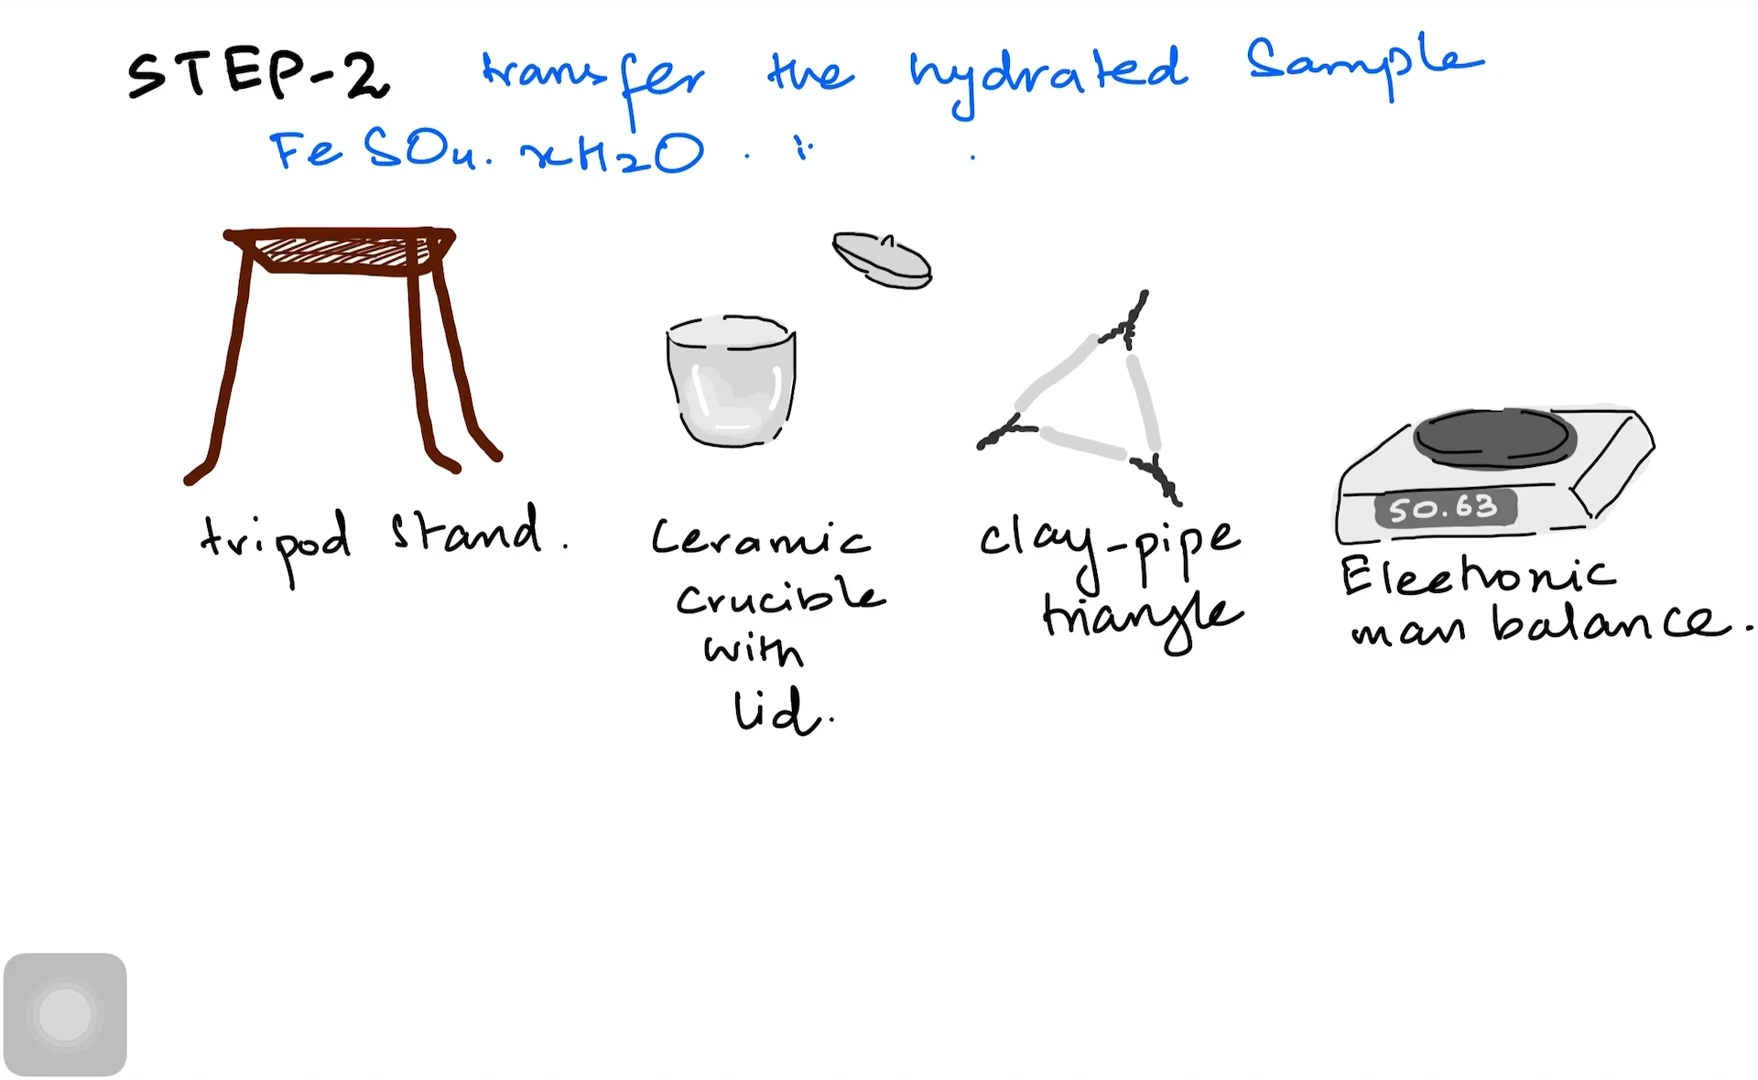 STEP-2 transfer the hydrated Sample
FeSO4. xH2O .
50.63
tripod stand.
Ceramic
crucible
with
lid.
clay-pipe
triangle
Electronic
mass balance.